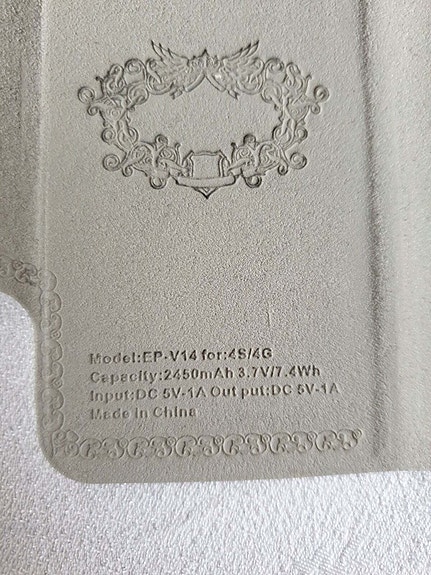 Model:EP-V14 for:4S/4G
Capacity:2450mAh 3.7V/7.4Wh
Input:DC 5V-1A Out put:DC 5V-1A
Made in China